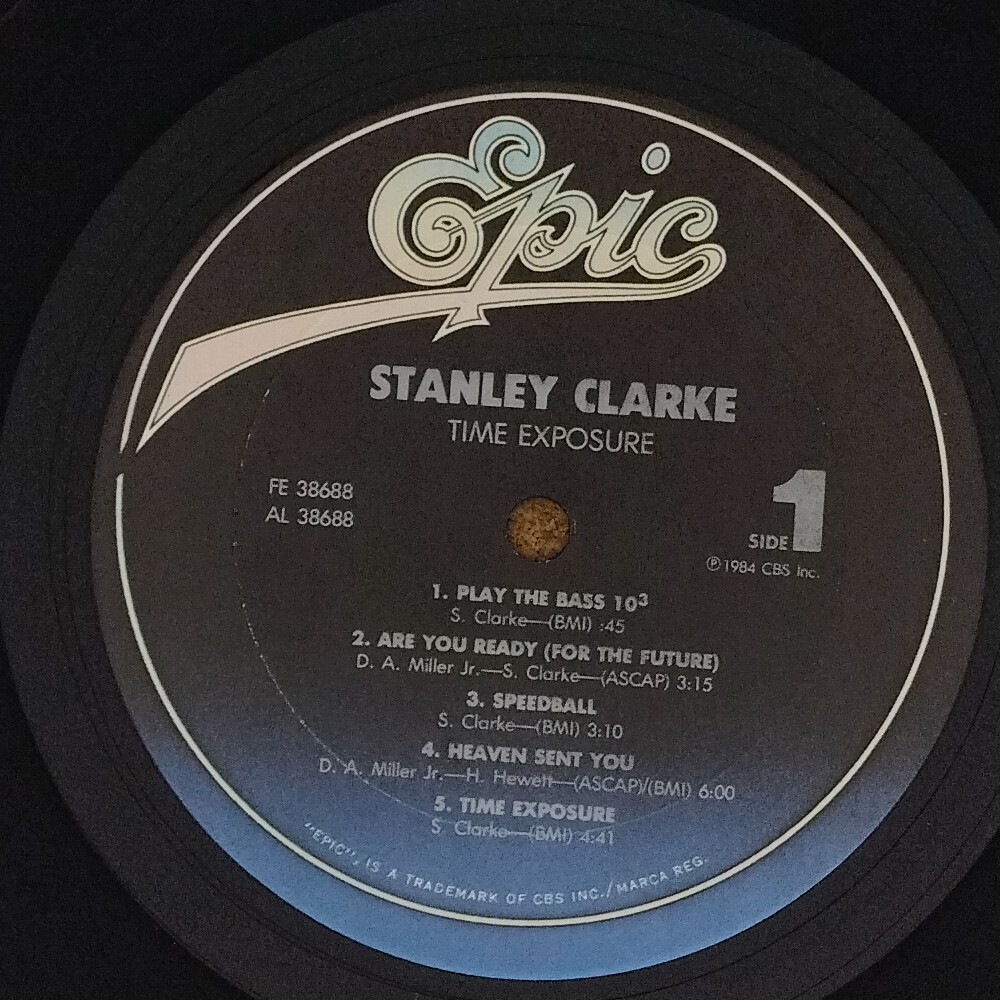 Epic
STANLEY CLARKE
TIME EXPOSURE
FE 38688
AL 38688
SIDE 1
Ⓟ1984 CBS Inc.
1. PLAY THE BASS 10³
S. Clarke—(BMI) :45
2. ARE YOU READY (FOR THE FUTURE)
D. A. Miller Jr.—S. Clarke—(ASCAP) 3:15
3. SPEEDBALL
S. Clarke—(BMI) 3:10
4. HEAVEN SENT YOU
D. A. Miller Jr.—H. Hewett—(ASCAP)/(BMI) 6:00
5. TIME EXPOSURE
S. Clarke—(BMI) 4:41
"EPIC", IS A TRADEMARK OF CBS INC./MARCA REG.